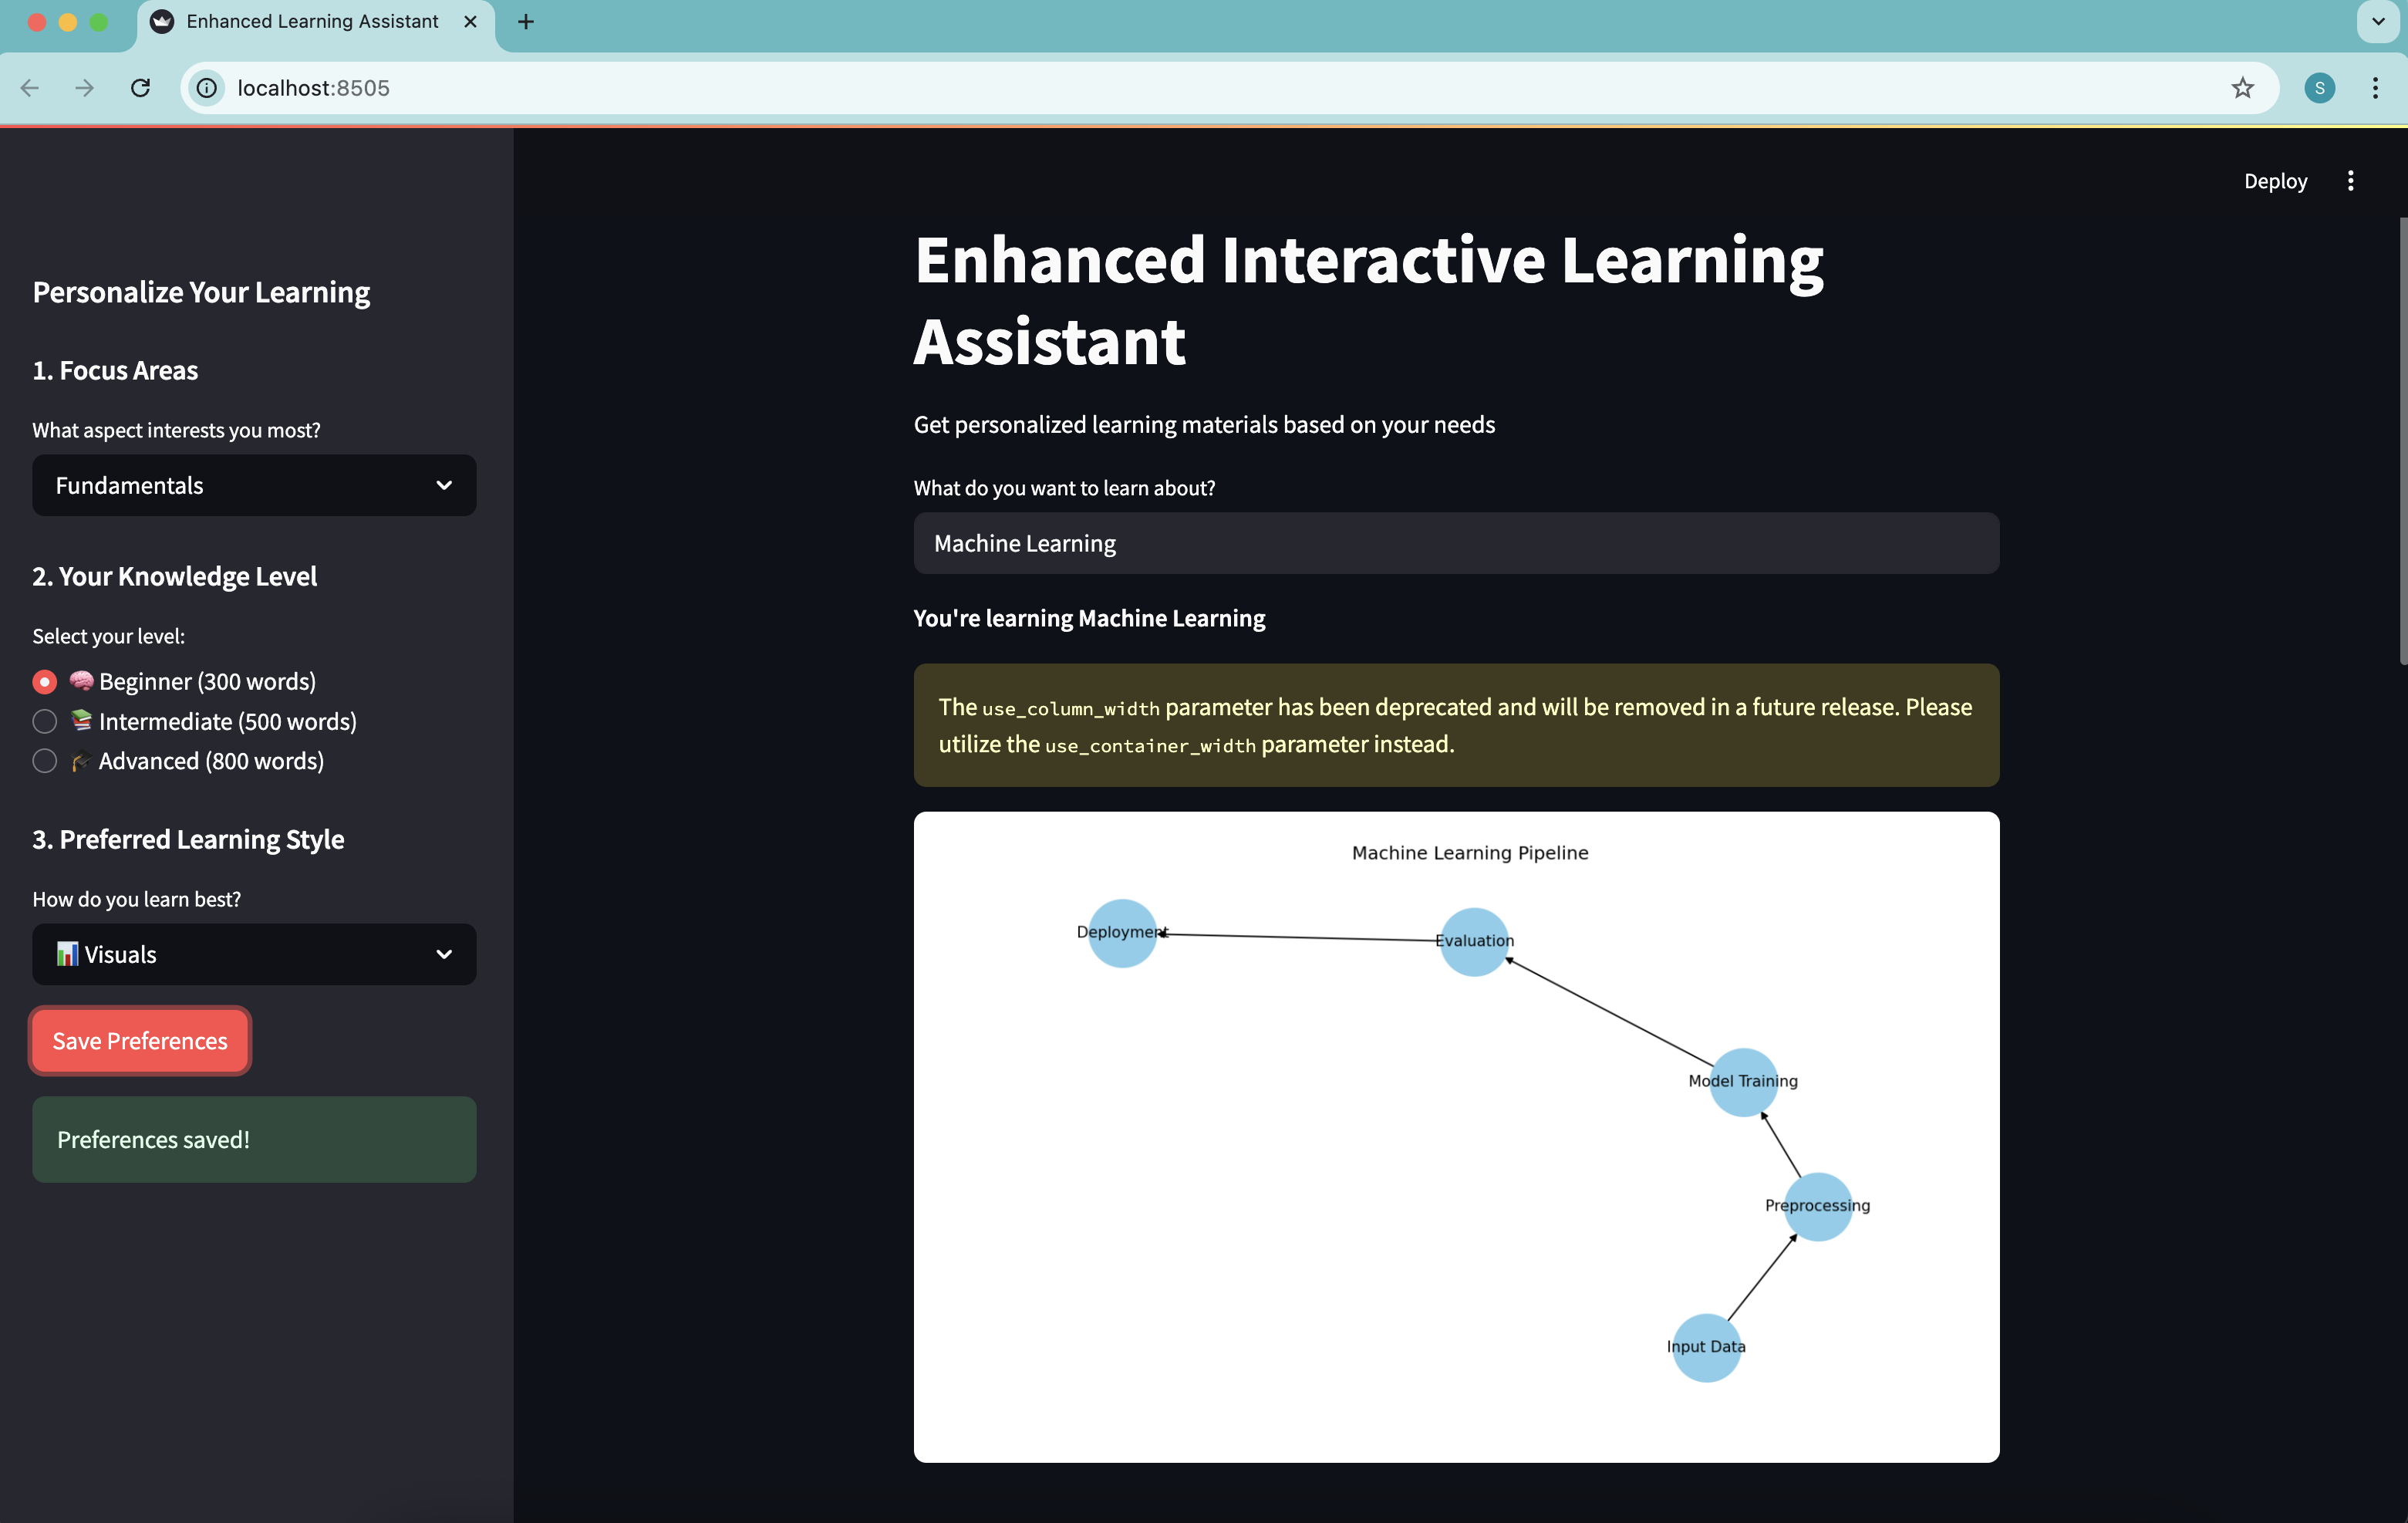 Enhanced Learning Assistant
localhost:8505
S
Deploy
Personalize Your Learning
1. Focus Areas
What aspect interests you most?
Fundamentals
2. Your Knowledge Level
Select your level:
🧠 Beginner (300 words)
📚 Intermediate (500 words)
🎓 Advanced (800 words)
3. Preferred Learning Style
How do you learn best?
📊 Visuals
Save Preferences
Preferences saved!
Enhanced Interactive Learning
Assistant
Get personalized learning materials based on your needs
What do you want to learn about?
Machine Learning
You're learning Machine Learning
The use_column_width parameter has been deprecated and will be removed in a future release. Please
utilize the use_container_width parameter instead.
Machine Learning Pipeline
Deployment
Evaluation
Model Training
Preprocessing
Input Data